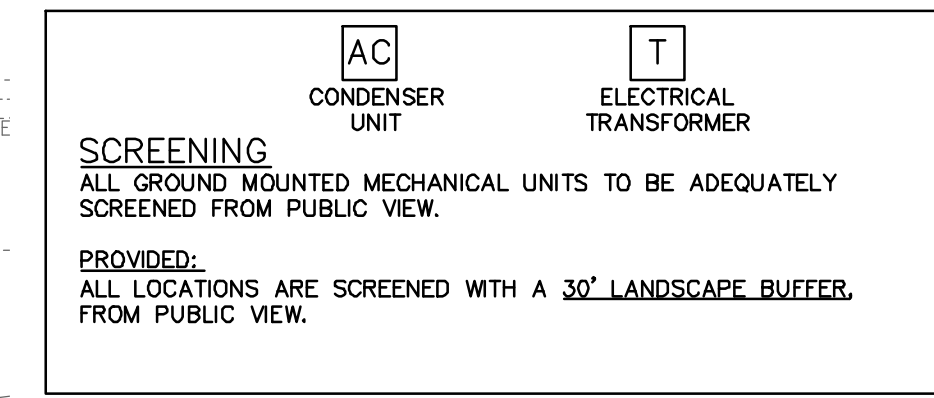 AC
CONDENSER
UNIT
T
ELECTRICAL
TRANSFORMER
SCREENING
ALL GROUND MOUNTED MECHANICAL UNITS TO BE ADEQUATELY
SCREENED FROM PUBLIC VIEW.
PROVIDED:
ALL LOCATIONS ARE SCREENED WITH A 30' LANDSCAPE BUFFER,
FROM PUBLIC VIEW.